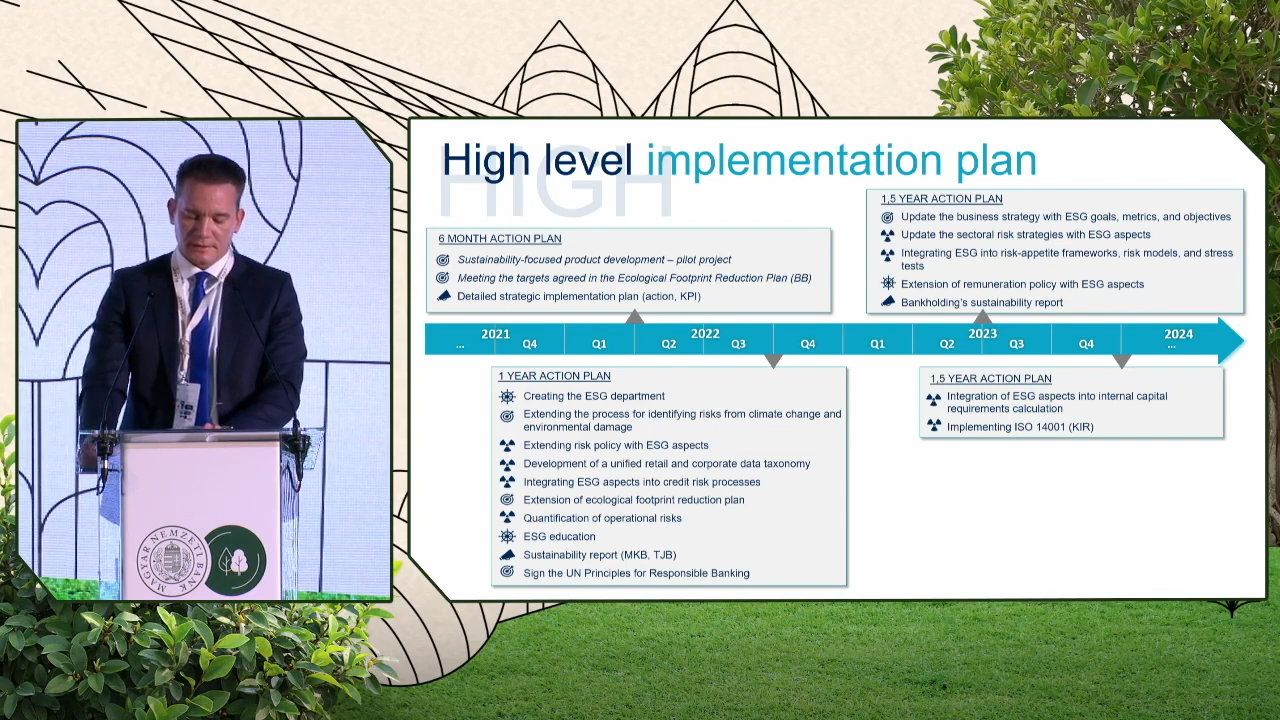 High level implementation plan
HIGH
1,5 YEAR ACTION PLAN
Update the business strategy with ESG goals, metrics, and objectives
Update the sectoral risk strategies with ESG aspects
Integrating ESG into risk-appetite frameworks, risk models, and stress
tests
Extension of remuneration policy with ESG aspects
Bankholding's sustainability report
6 MONTH ACTION PLAN
Sustainability-focused product development – pilot project
Meeting the targets agreed in the Ecological Footprint Reduction Plan (BB)
Detailed strategic implementation plan (action, KPI)
2021 2022 2023 2024
... Q4 Q1 Q2 Q3 Q4 Q1 Q2 Q3 Q4 ...
1 YEAR ACTION PLAN
Creating the ESG department
Extending the process for identifying risks from climate change and
environmental damage
Extending risk policy with ESG aspects
Development of a unified retail and corporate data taxonomy
Integrating ESG aspects into credit risk processes
Extension of ecological footprint reduction plan
Quantification of operational risks
ESG education
Sustainability report (MKB, TJB)
Sign the UN Principles for Responsible Banking
1,5 YEAR ACTION PLAN
Integration of ESG aspects into internal capital
requirements calculation
Implementing ISO 14001 (KIR)
MAGYAR NEMZETI BANK